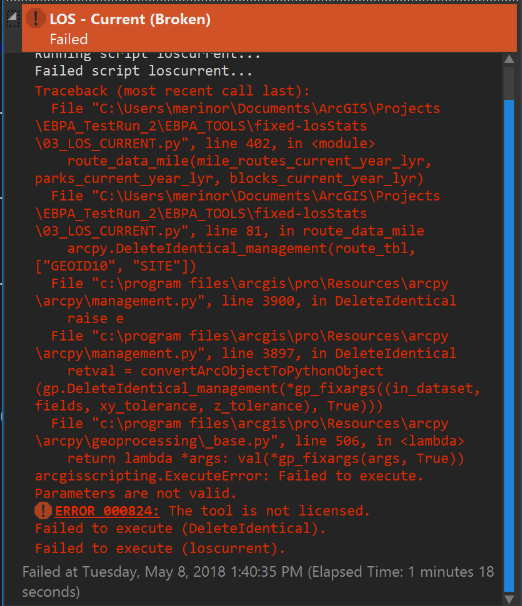 LOS - Current (Broken)
Failed
Running script loscurrent...
Failed script loscurrent...
Traceback (most recent call last):
File "C:\Users\merinor\Documents\ArcGIS\Projects
\EBPA_TestRun_2\EBPA_TOOLS\fixed-losStats
\03_LOS_CURRENT.py", line 402, in <module>
route_data_mile(mile_routes_current_year_lyr,
parks_current_year_lyr, blocks_current_year_lyr)
File "C:\Users\merinor\Documents\ArcGIS\Projects
\EBPA_TestRun_2\EBPA_TOOLS\fixed-losStats
\03_LOS_CURRENT.py", line 81, in route_data_mile
arcpy.DeleteIdentical_management(route_tbl,
["GEOID10", "SITE"])
File "c:\program files\arcgis\pro\Resources\arcpy
\arcpy\management.py", line 3900, in DeleteIdentical
raise e
File "c:\program files\arcgis\pro\Resources\arcpy
\arcpy\management.py", line 3897, in DeleteIdentical
retval = convertArcObjectToPythonObject
(gp.DeleteIdentical_management(*gp_fixargs((in_dataset,
fields, xy_tolerance, z_tolerance), True)))
File "c:\program files\arcgis\pro\Resources\arcpy
\arcpy\geoprocessing\_base.py", line 506, in <lambda>
return lambda *args: val(*gp_fixargs(args, True))
arcgisscripting.ExecuteError: Failed to execute.
Parameters are not valid.
ERROR 000824: The tool is not licensed.
Failed to execute (DeleteIdentical).
Failed to execute (loscurrent).
Failed at Tuesday, May 8, 2018 1:40:35 PM (Elapsed Time: 1 minutes 18
seconds)